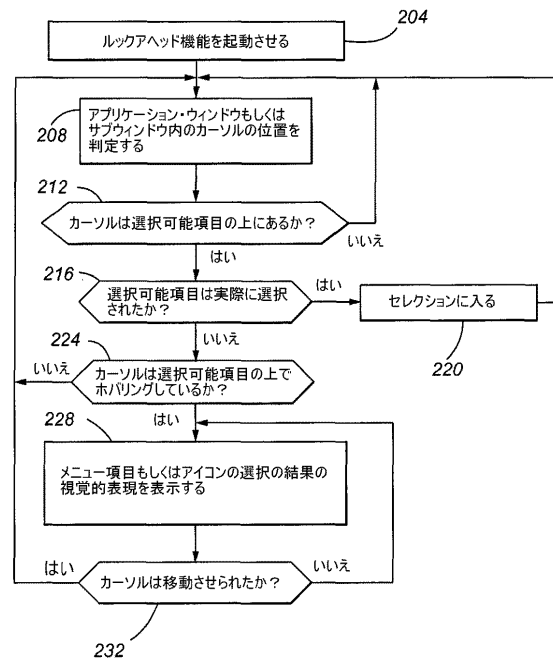 ルックアヘッド機能を起動させる
204
アプリケーション・ウィンドウもしくは
サブウィンドウ内のカーソルの位置を
判定する
208
212
カーソルは選択可能項目の上にあるか？
いいえ
はい
216
選択可能項目は実際に選択
されたか？
はい
セレクションに入る
220
いいえ
224
カーソルは選択可能項目の上で
ホバリングしているか？
いいえ
はい
228
メニュー項目もしくはアイコンの選択の結果の
視覚的表現を表示する
はい
カーソルは移動させられたか？
いいえ
232